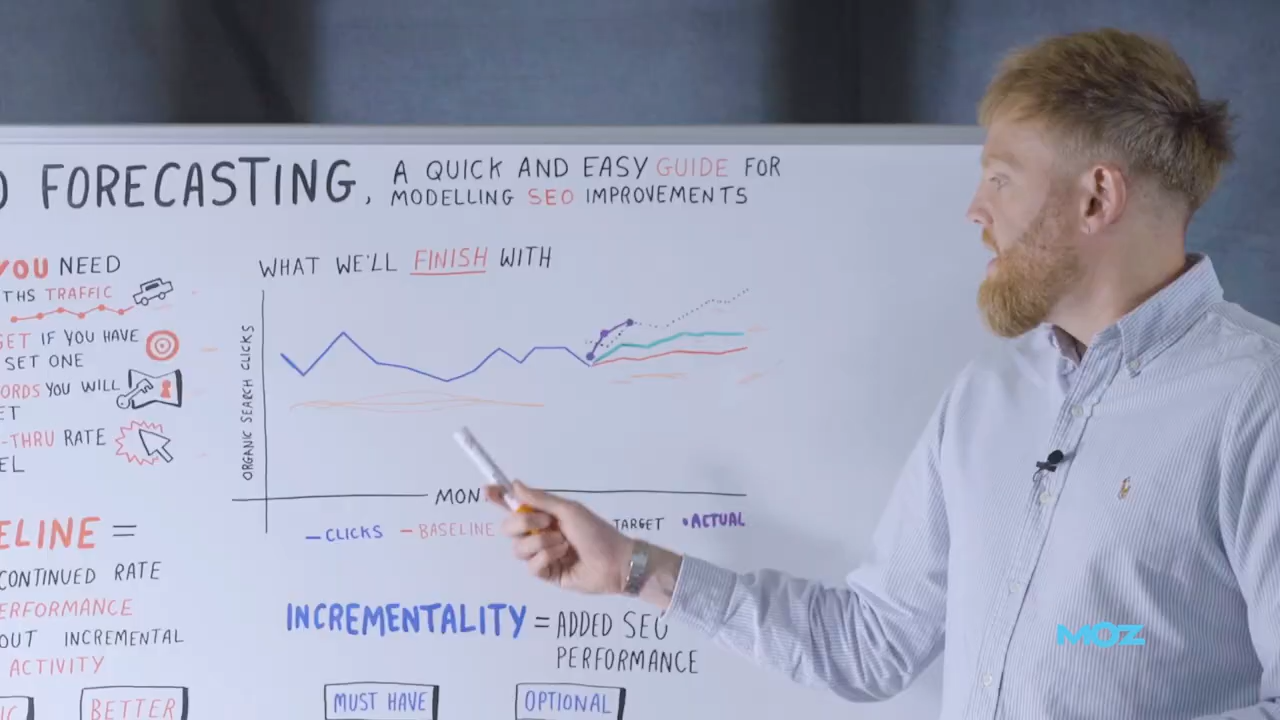 FORECASTING, A QUICK AND EASY GUIDE FOR
MODELLING SEO IMPROVEMENTS
YOU NEED
THS TRAFFIC
GET IF YOU HAVE
SET ONE
ORDS YOU WILL
ET
-THRU RATE
EL
WHAT WE'LL FINISH WITH
ORGANIC SEARCH CLICKS
MON
CLICKS
BASELINE
TARGET
ACTUAL
ELINE =
CONTINUED RATE
PERFORMANCE
OUT INCREMENTAL
ACTIVITY
IC
BETTER
INCREMENTALITY = ADDED SEO
PERFORMANCE
MUST HAVE
OPTIONAL
MOZ